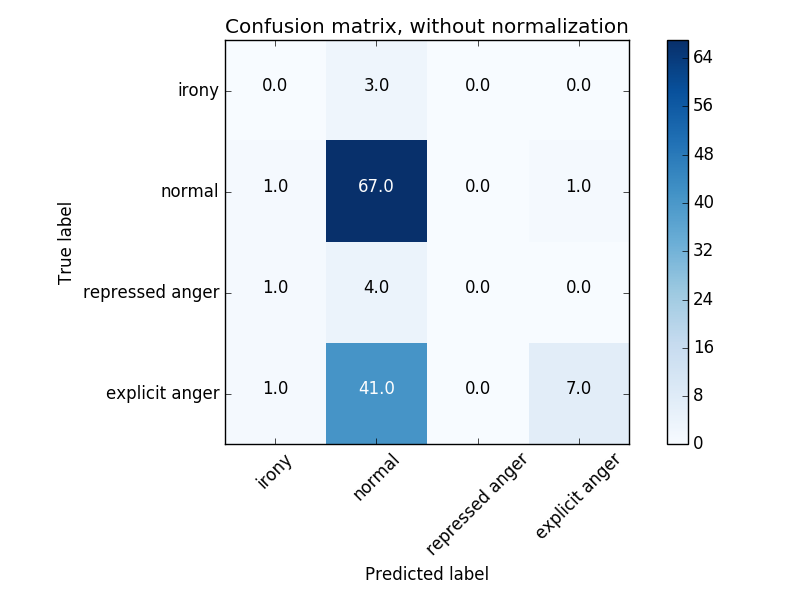 Confusion matrix, without normalization
irony 0.0 3.0 0.0 0.0
normal 1.0 67.0 0.0 1.0
repressed anger 1.0 4.0 0.0 0.0
explicit anger 1.0 41.0 0.0 7.0
irony normal repressed anger explicit anger
Predicted label
True label
64
56
48
40
32
24
16
8
0